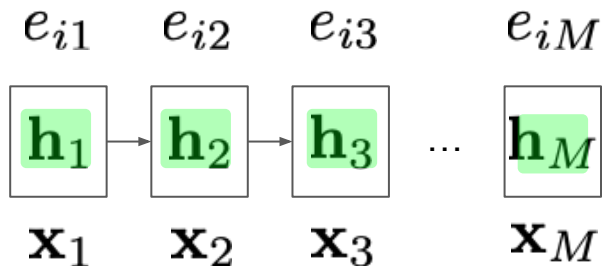 e_{i1} e_{i2} e_{i3} e_{iM}
h_1 h_2 h_3 ... h_M
x_1 x_2 x_3 x_M